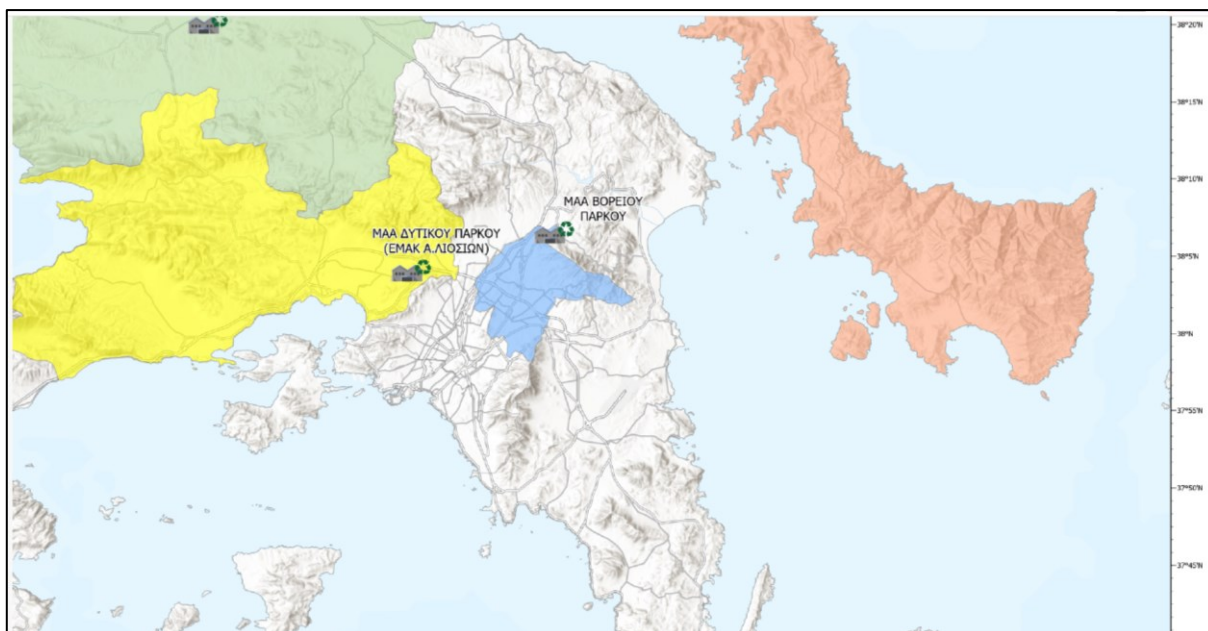 38°20'N
38°15'N
38°10'N
ΜΑΑ ΒΟΡΕΙΟΥ
ΠΑΡΚΟΥ
ΜΑΑ ΔΥΤΙΚΟΥ ΠΑΡΚΟΥ
(ΕΜΑΚ Α.ΛΙΟΣΙΩΝ)
38°5'N
38°N
37°55'N
37°50'N
37°45'N